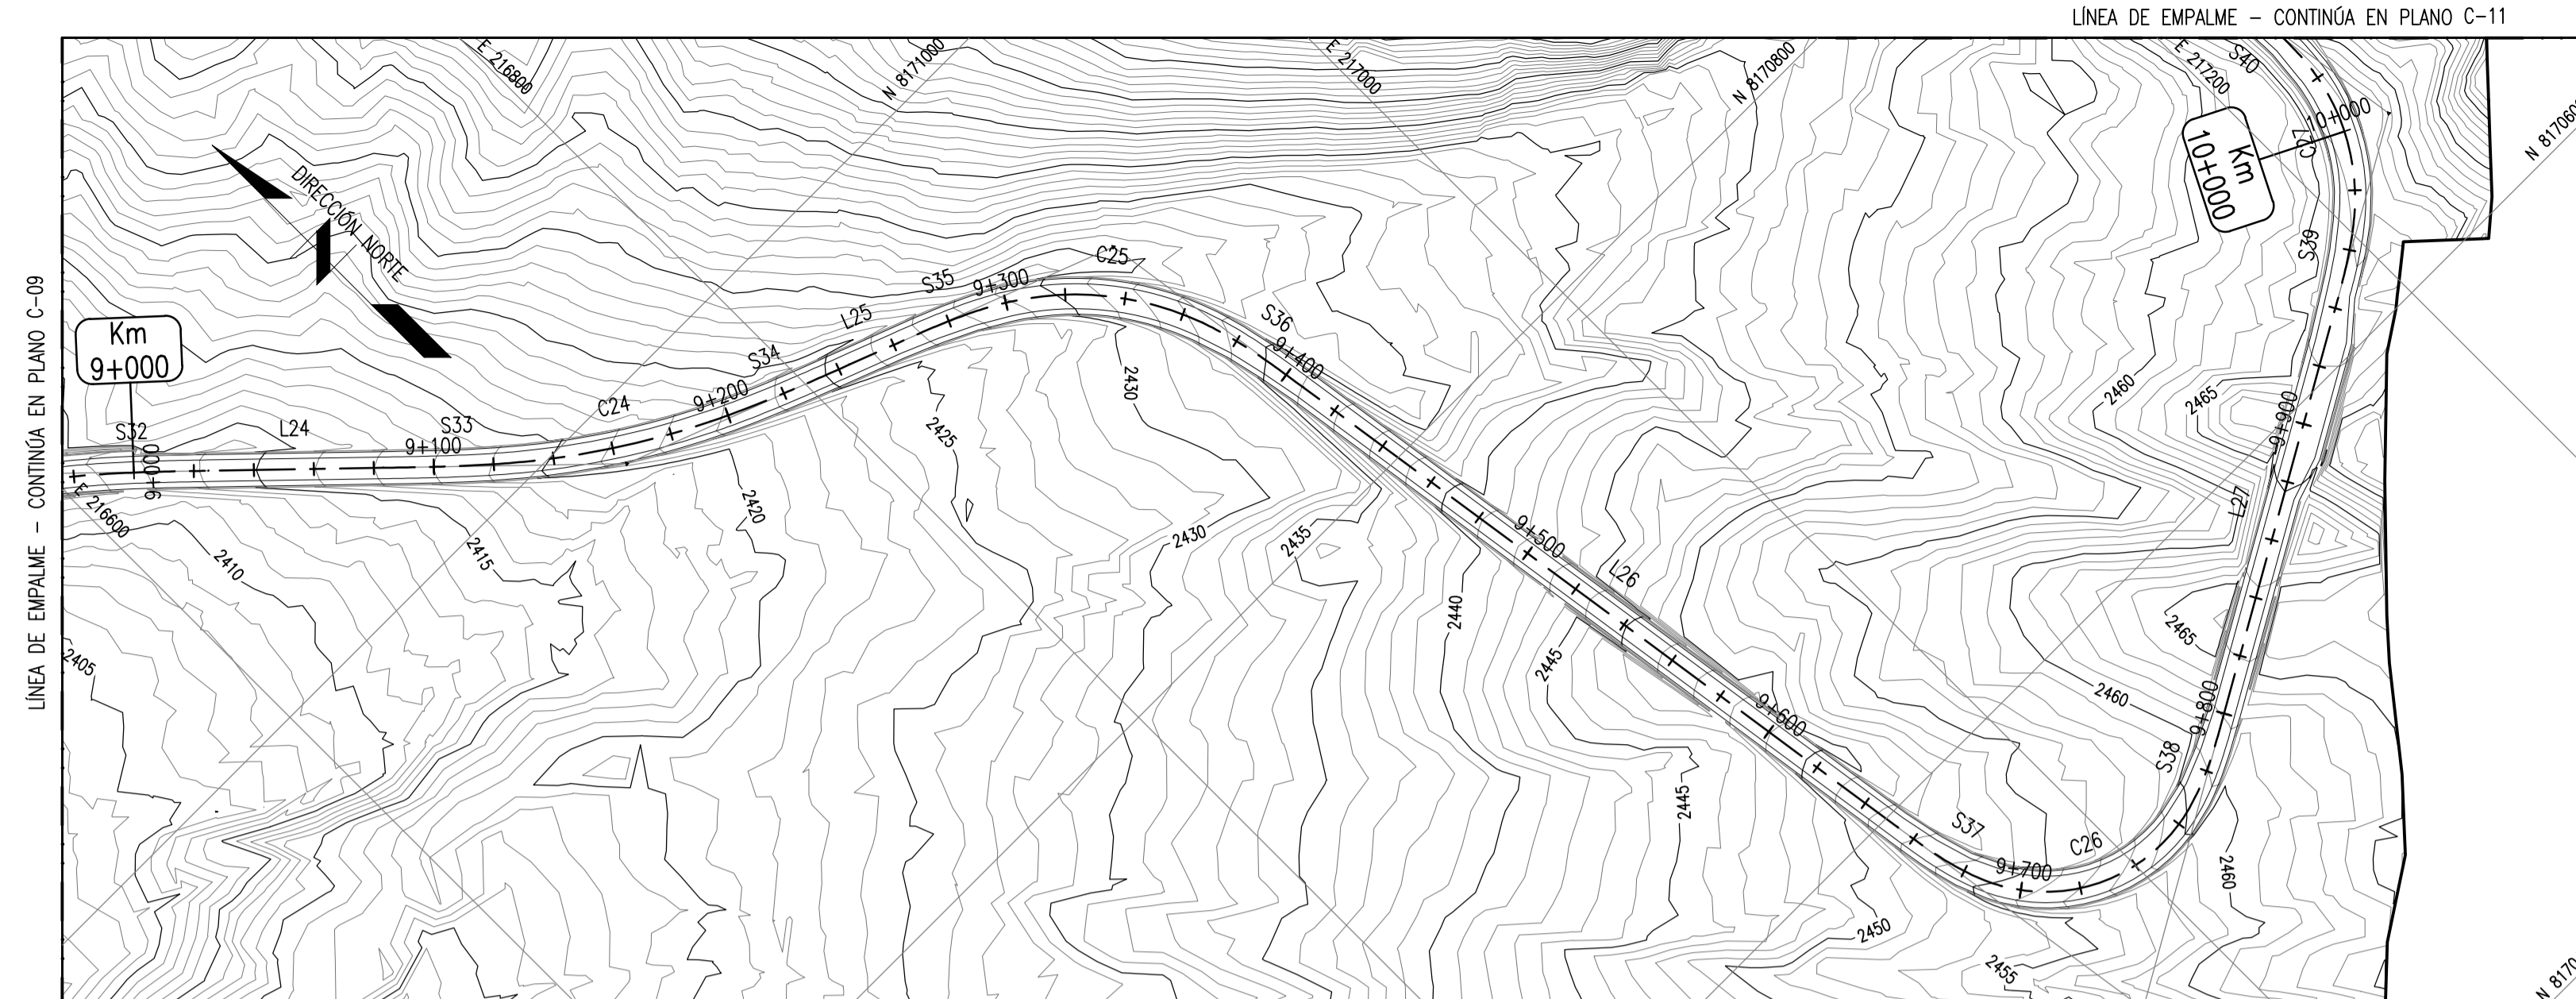 LÍNEA DE EMPALME – CONTINÚA EN PLANO C-11
LÍNEA DE EMPALME – CONTINÚA EN PLANO C-09
E 216800
N 8171000
E 217000
N 8170800
E 217200
S40
10+000
C27
Km
10+000
DIRECCIÓN NORTE
S39
Km
9+000
S32
9+000
E 216600
L24
S33
9+100
C24
9+200
S34
L25
S35
9+300
C25
S36
9+400
9+500
L26
9+600
S37
9+700
C26
S38
9+800
L27
9+900
2405
2410
2415
2420
2425
2430
2430
2435
2440
2445
2445
2450
2455
2460
2460
2465
2460
2465